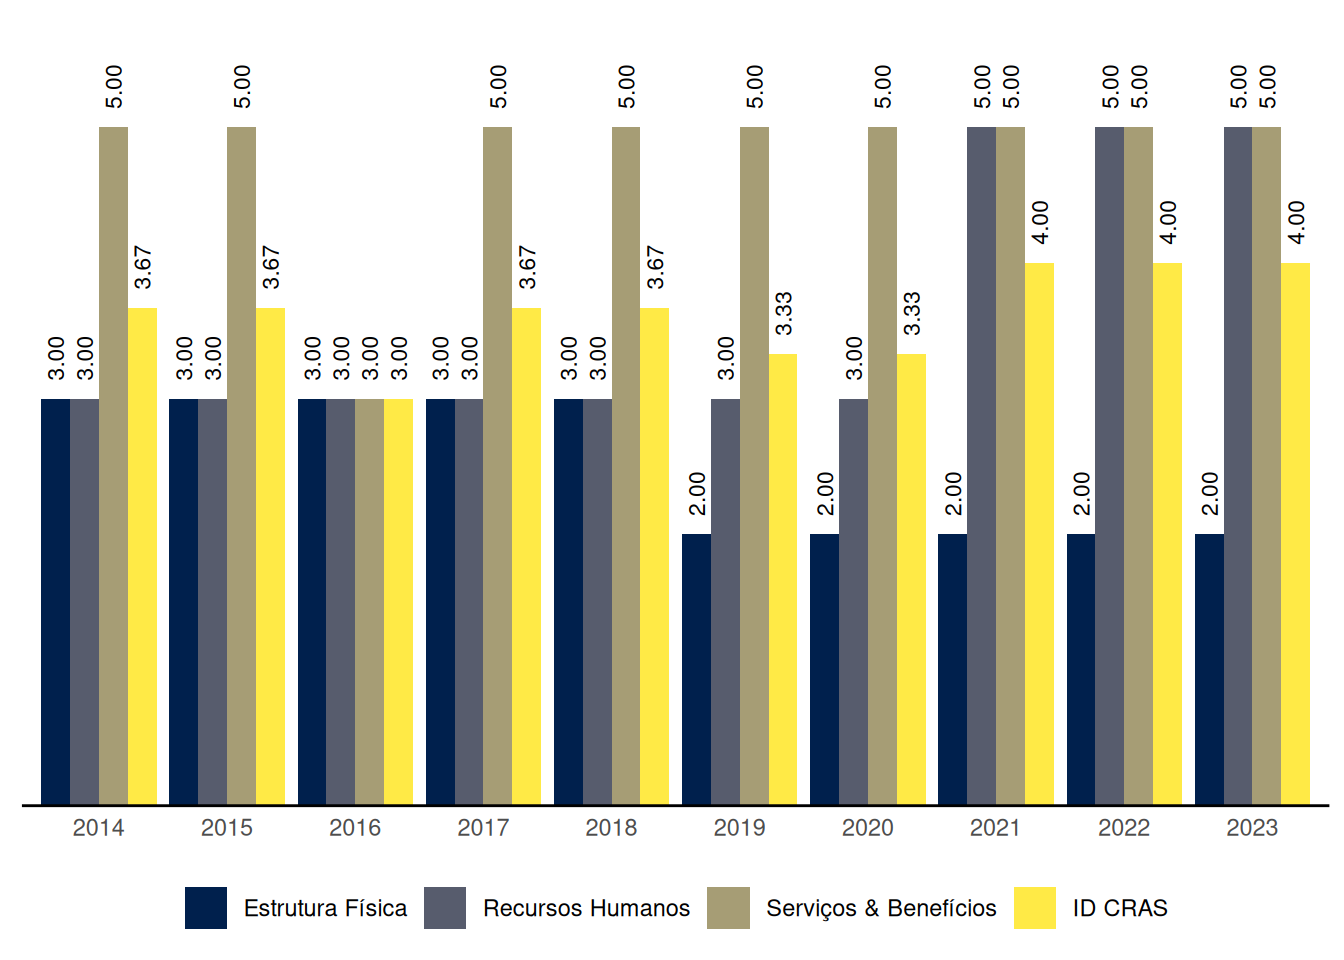 5.00 5.00 5.00 5.00 5.00 5.00 5.00 5.00 5.00 5.00 5.00 5.00
4.00 4.00 4.00
3.67 3.67 3.67 3.67
3.33 3.33
3.00 3.00 3.00 3.00 3.00 3.00 3.00 3.00 3.00 3.00 3.00 3.00 3.00 3.00
2.00 2.00 2.00 2.00 2.00
2014 2015 2016 2017 2018 2019 2020 2021 2022 2023
Estrutura Física Recursos Humanos Serviços & Benefícios ID CRAS